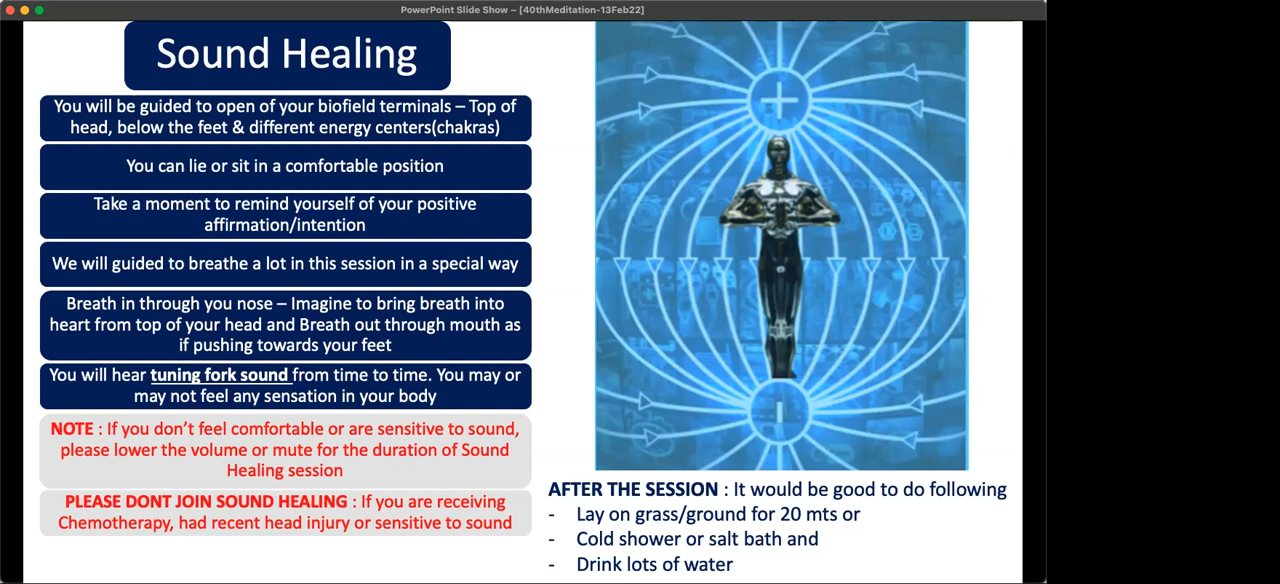 PowerPoint Slide Show – [40thMeditation-13Feb22]
Sound Healing
You will be guided to open of your biofield terminals – Top of
head, below the feet & different energy centers(chakras)
You can lie or sit in a comfortable position
Take a moment to remind yourself of your positive
affirmation/intention
We will guided to breathe a lot in this session in a special way
Breath in through you nose – Imagine to bring breath into
heart from top of your head and Breath out through mouth as
if pushing towards your feet
You will hear tuning fork sound from time to time. You may or
may not feel any sensation in your body
NOTE : If you don’t feel comfortable or are sensitive to sound,
please lower the volume or mute for the duration of Sound
Healing session
PLEASE DONT JOIN SOUND HEALING : If you are receiving
Chemotherapy, had recent head injury or sensitive to sound
AFTER THE SESSION : It would be good to do following
- Lay on grass/ground for 20 mts or
- Cold shower or salt bath and
- Drink lots of water